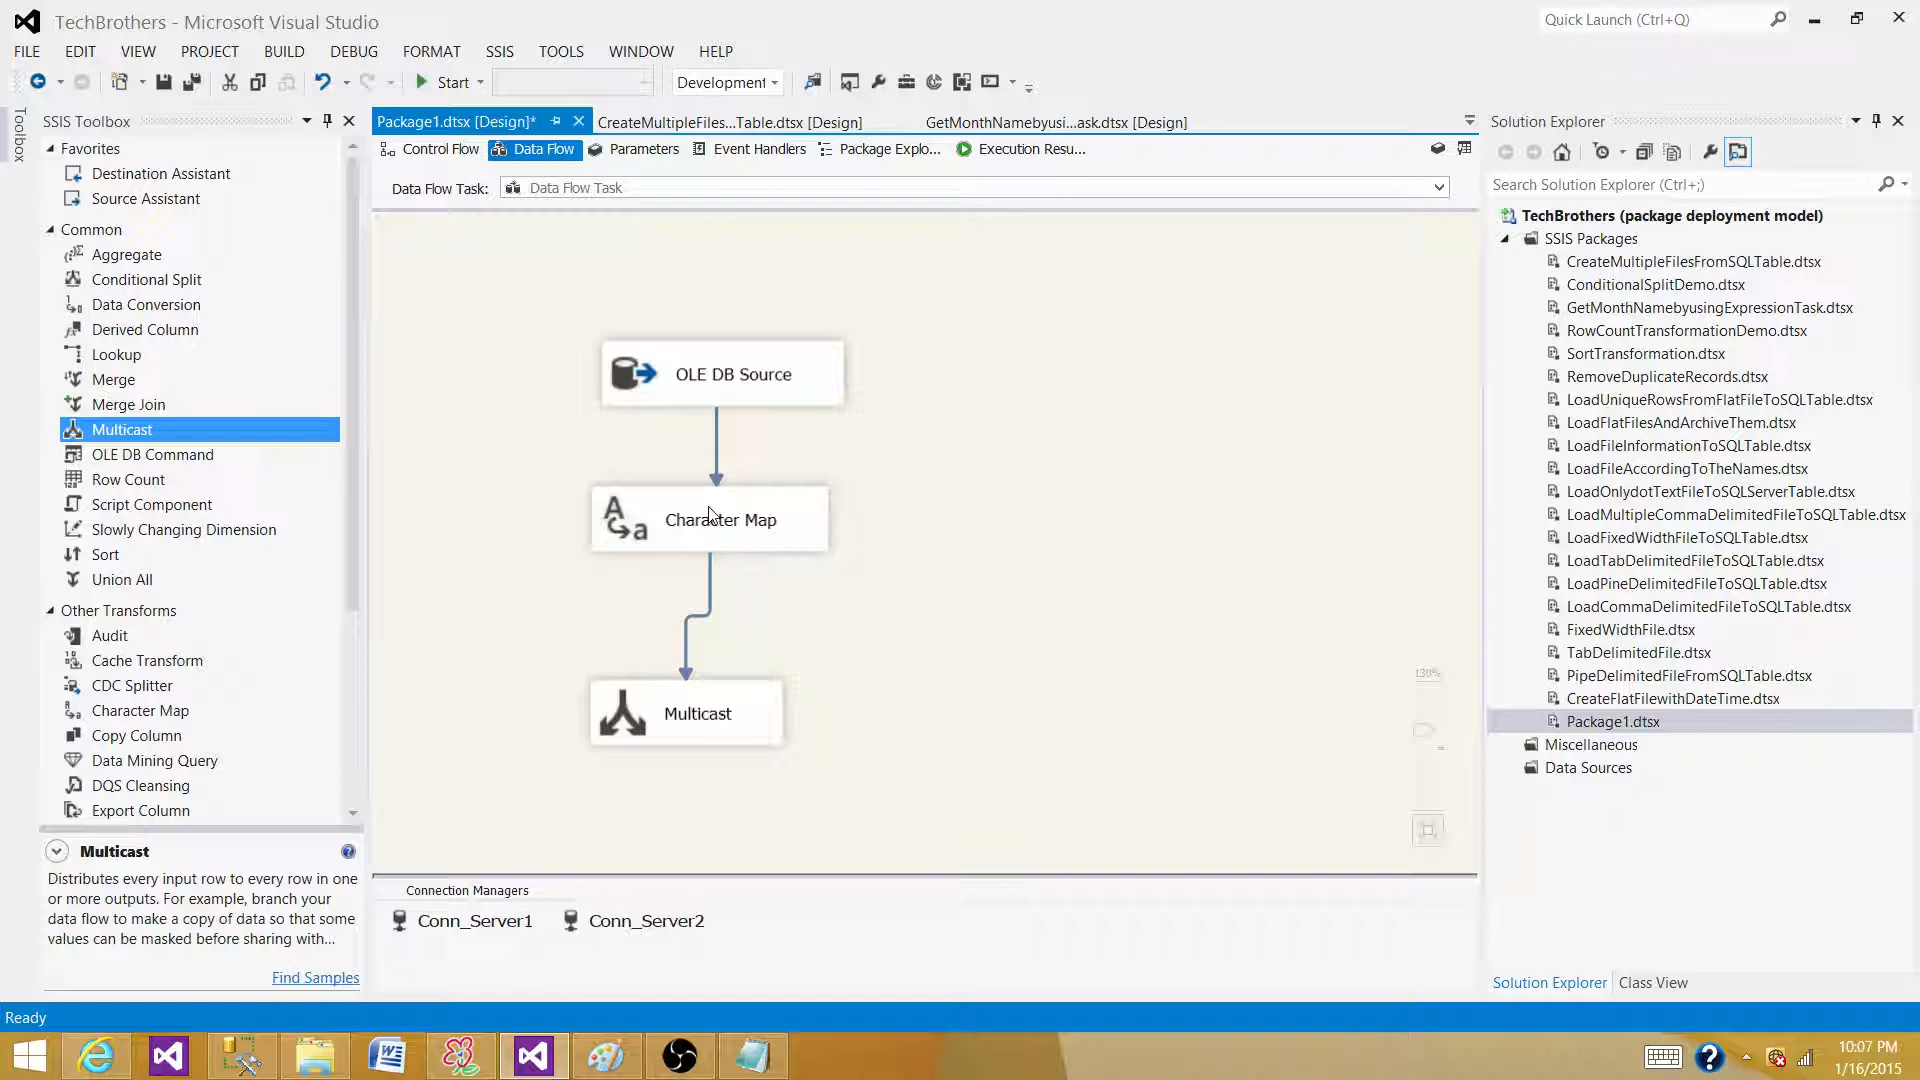 TechBrothers - Microsoft Visual Studio
Quick Launch (Ctrl+Q)
FILE EDIT VIEW PROJECT BUILD DEBUG FORMAT SSIS TOOLS WINDOW HELP
Start Development
Toolbox
SSIS Toolbox
Favorites
Destination Assistant
Source Assistant
Common
Aggregate
Conditional Split
Data Conversion
Derived Column
Lookup
Merge
Merge Join
Multicast
OLE DB Command
Row Count
Script Component
Slowly Changing Dimension
Sort
Union All
Other Transforms
Audit
Cache Transform
CDC Splitter
Character Map
Copy Column
Data Mining Query
DQS Cleansing
Export Column
Multicast
Distributes every input row to every row in one
or more outputs. For example, branch your
data flow to make a copy of data so that some
values can be masked before sharing with...
Find Samples
Package1.dtsx [Design]* CreateMultipleFiles...Table.dtsx [Design] GetMonthNamebyusi...ask.dtsx [Design]
Control Flow Data Flow Parameters Event Handlers Package Explo... Execution Resu...
Data Flow Task: Data Flow Task
OLE DB Source
Character Map
Multicast
130%
Connection Managers
Conn_Server1 Conn_Server2
Solution Explorer
Search Solution Explorer (Ctrl+;)
TechBrothers (package deployment model)
SSIS Packages
CreateMultipleFilesFromSQLTable.dtsx
ConditionalSplitDemo.dtsx
GetMonthNamebyusingExpressionTask.dtsx
RowCountTransformationDemo.dtsx
SortTransformation.dtsx
RemoveDuplicateRecords.dtsx
LoadUniqueRowsFromFlatFileToSQLTable.dtsx
LoadFlatFilesAndArchiveThem.dtsx
LoadFileInformationToSQLTable.dtsx
LoadFileAccordingToTheNames.dtsx
LoadOnlydotTextFileToSQLServerTable.dtsx
LoadMultipleCommaDelimitedFileToSQLTable.dtsx
LoadFixedWidthFileToSQLTable.dtsx
LoadTabDelimitedFileToSQLTable.dtsx
LoadPineDelimitedFileToSQLTable.dtsx
LoadCommaDelimitedFileToSQLTable.dtsx
FixedWidthFile.dtsx
TabDelimitedFile.dtsx
PipeDelimitedFileFromSQLTable.dtsx
CreateFlatFilewithDateTime.dtsx
Package1.dtsx
Miscellaneous
Data Sources
Solution Explorer Class View
Ready
10:07 PM
1/16/2015